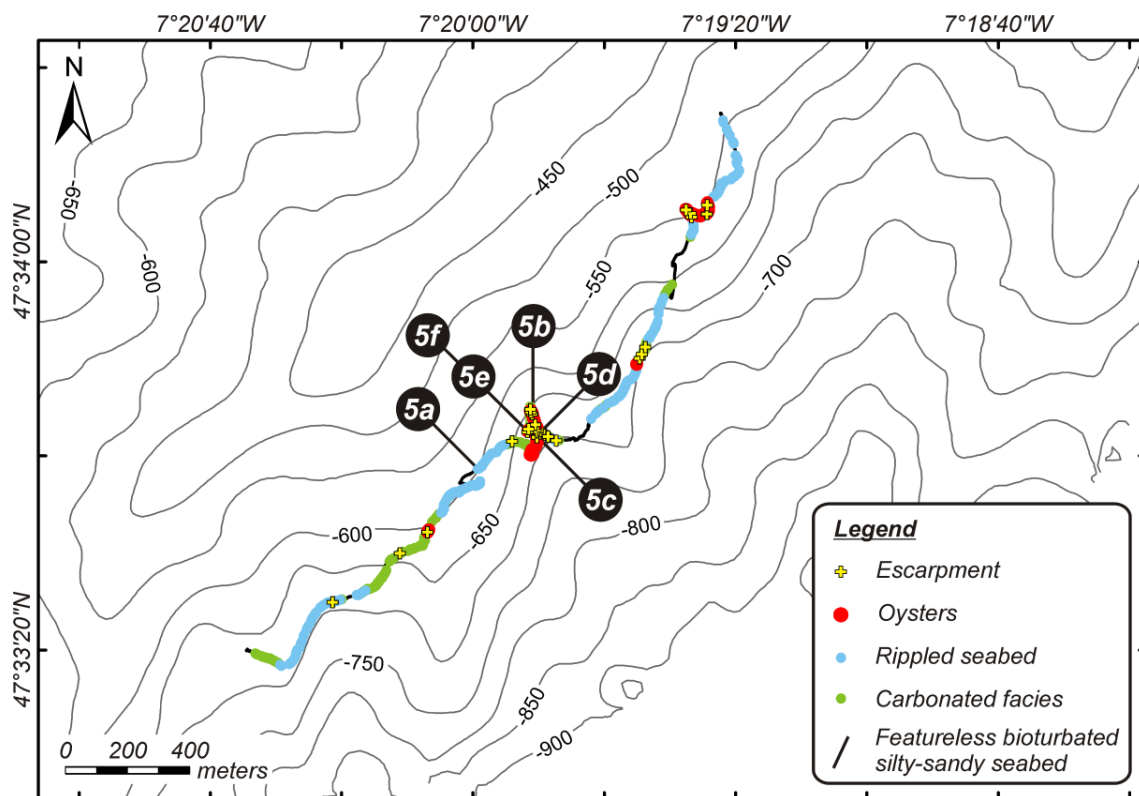 7°20'40"W
7°20'00"W
7°19'20"W
7°18'40"W
N
-650
-600
-450
-500
-550
-700
47°34'00"N
5f
5b
5e
5d
5a
5c
-600
-650
-800
47°33'20"N
-750
-850
-900
Legend
Escarpment
Oysters
Rippled seabed
Carbonated facies
Featureless bioturbated
silty-sandy seabed
0 200 400
meters